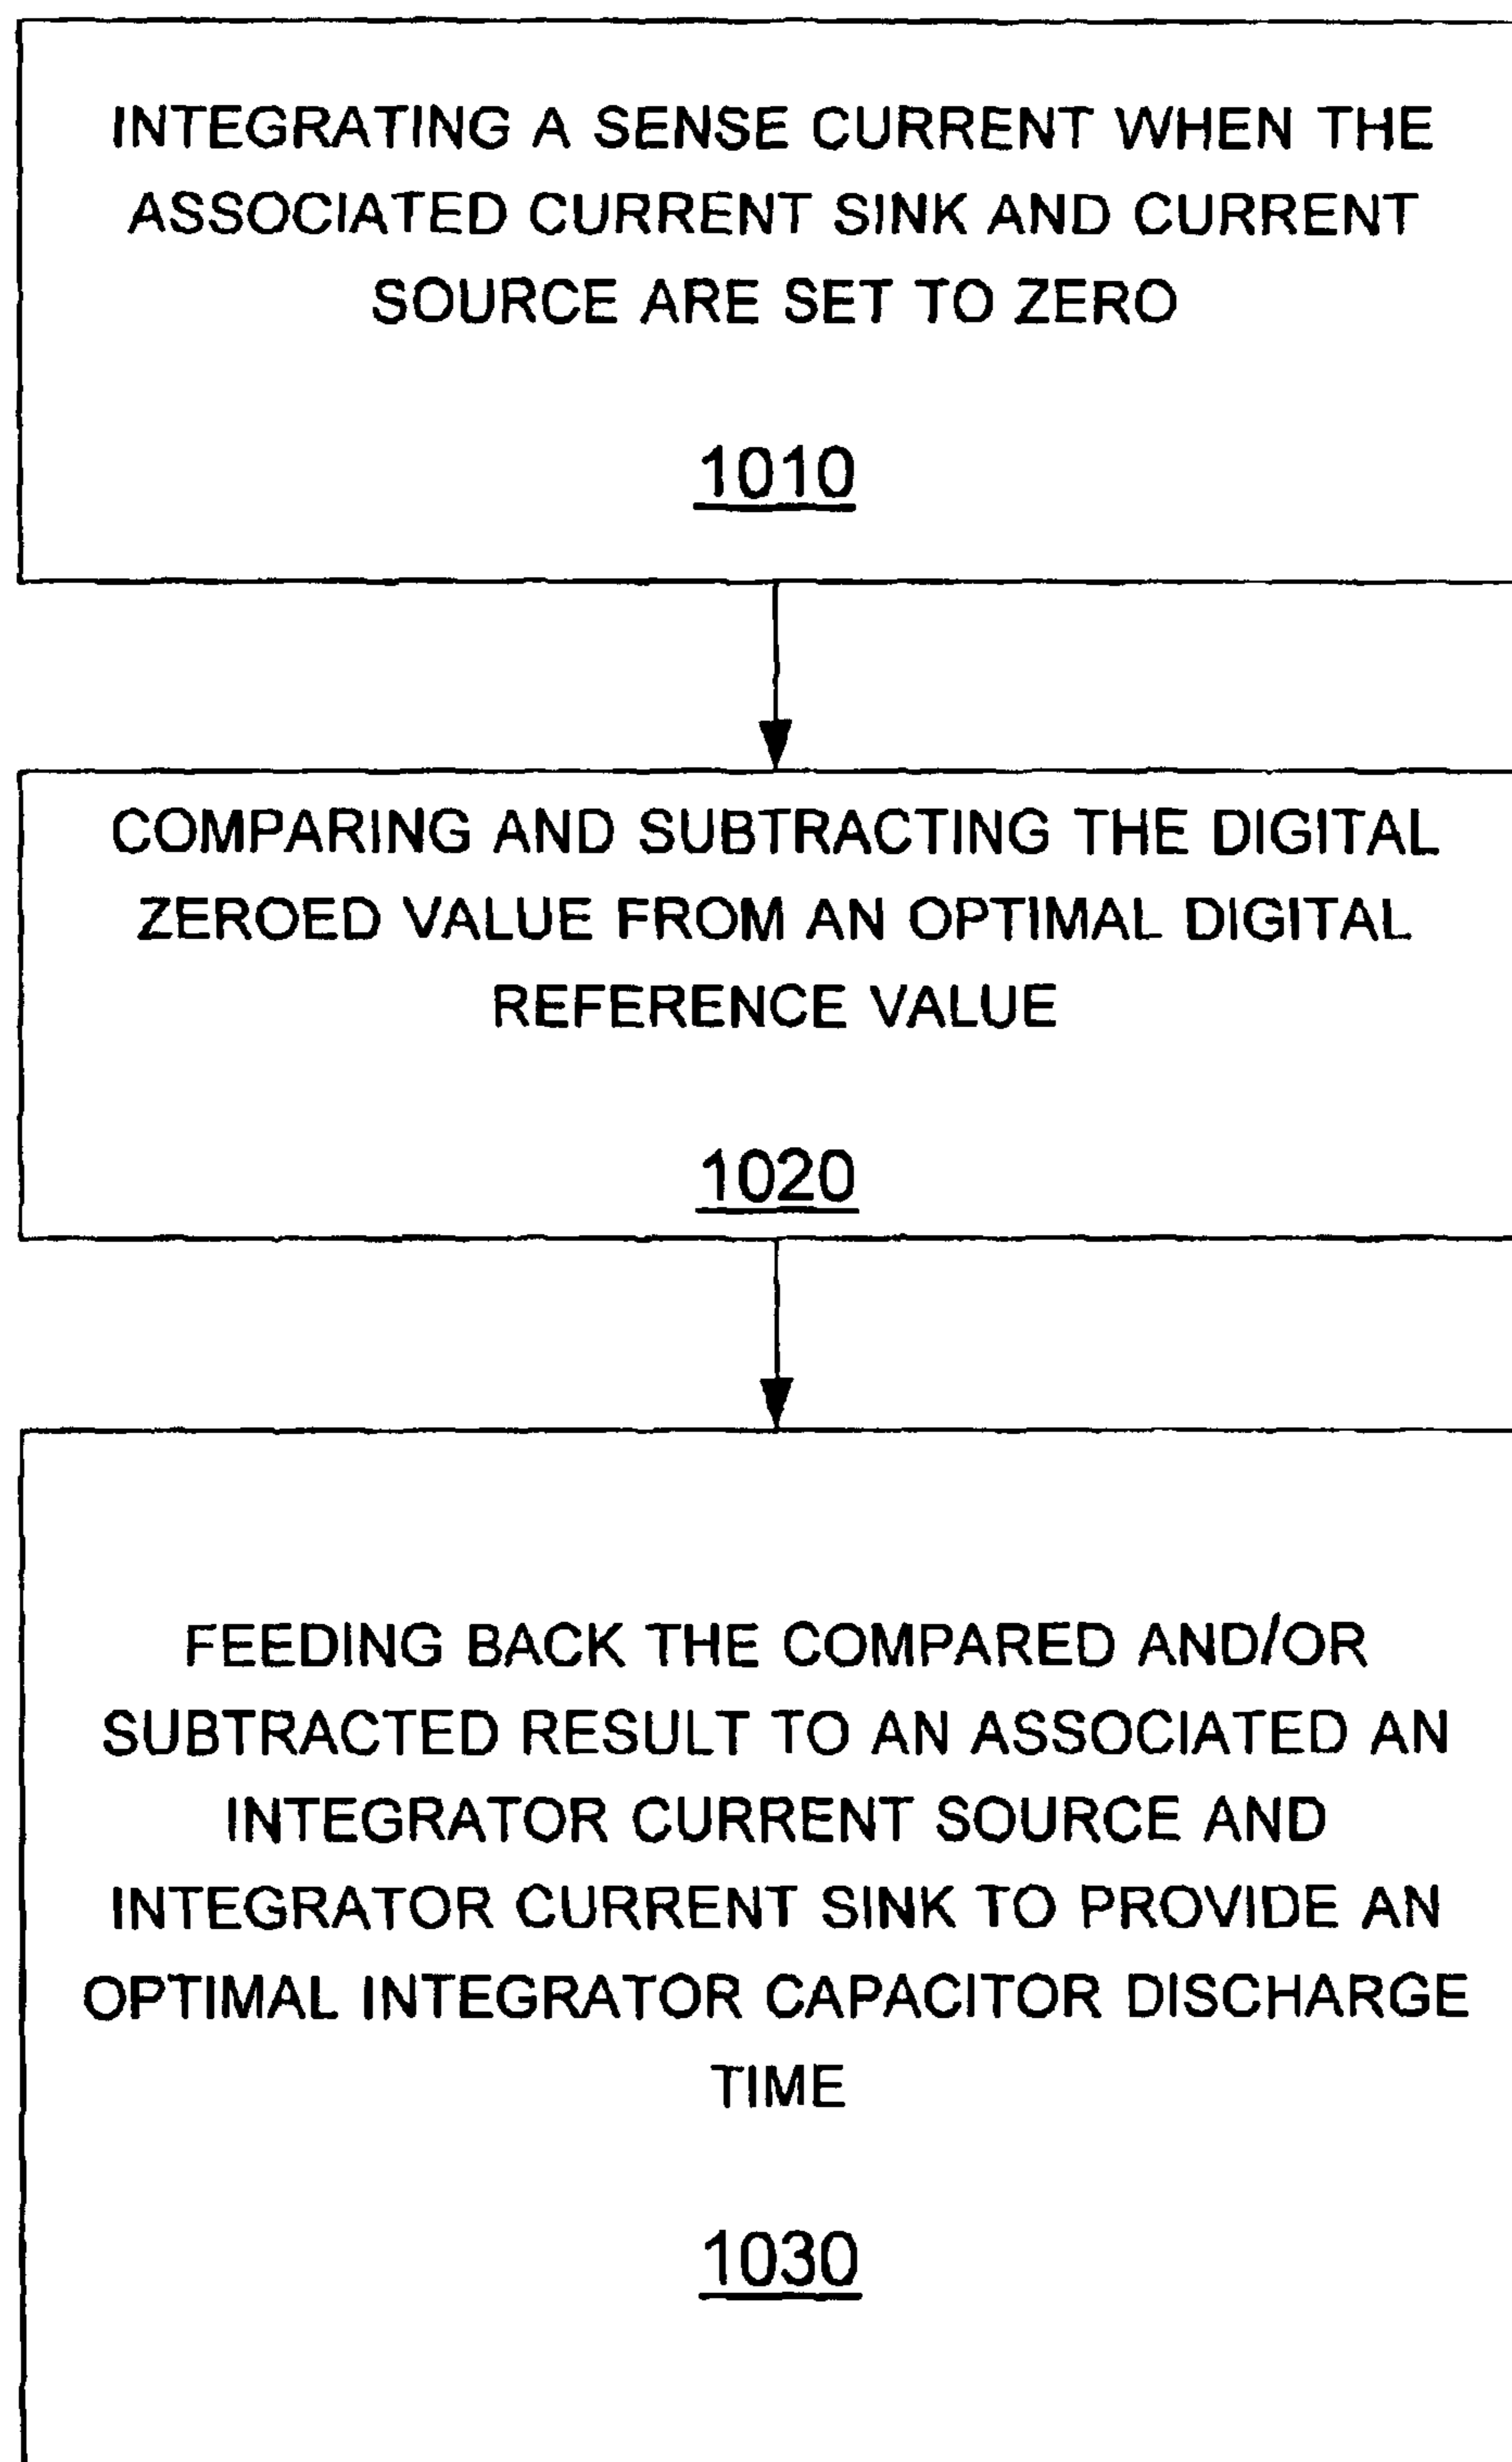 INTEGRATING A SENSE CURRENT WHEN THE
ASSOCIATED CURRENT SINK AND CURRENT
SOURCE ARE SET TO ZERO
1010
COMPARING AND SUBTRACTING THE DIGITAL
ZEROED VALUE FROM AN OPTIMAL DIGITAL
REFERENCE VALUE
1020
FEEDING BACK THE COMPARED AND/OR
SUBTRACTED RESULT TO AN ASSOCIATED AN
INTEGRATOR CURRENT SOURCE AND
INTEGRATOR CURRENT SINK TO PROVIDE AN
OPTIMAL INTEGRATOR CAPACITOR DISCHARGE
TIME
1030